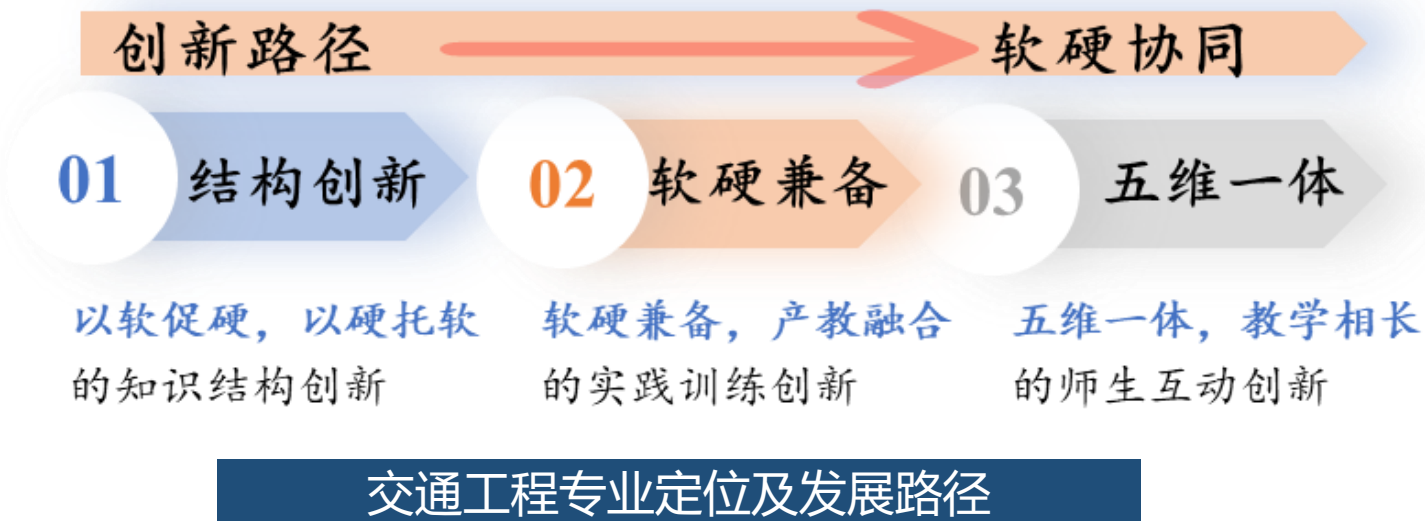 创新路径 软硬协同
01 结构创新 02 软硬兼备 03 五维一体
以软促硬，以硬托软 软硬兼备，产教融合 五维一体，教学相长
的知识结构创新 的实践训练创新 的师生互动创新
交通工程专业定位及发展路径